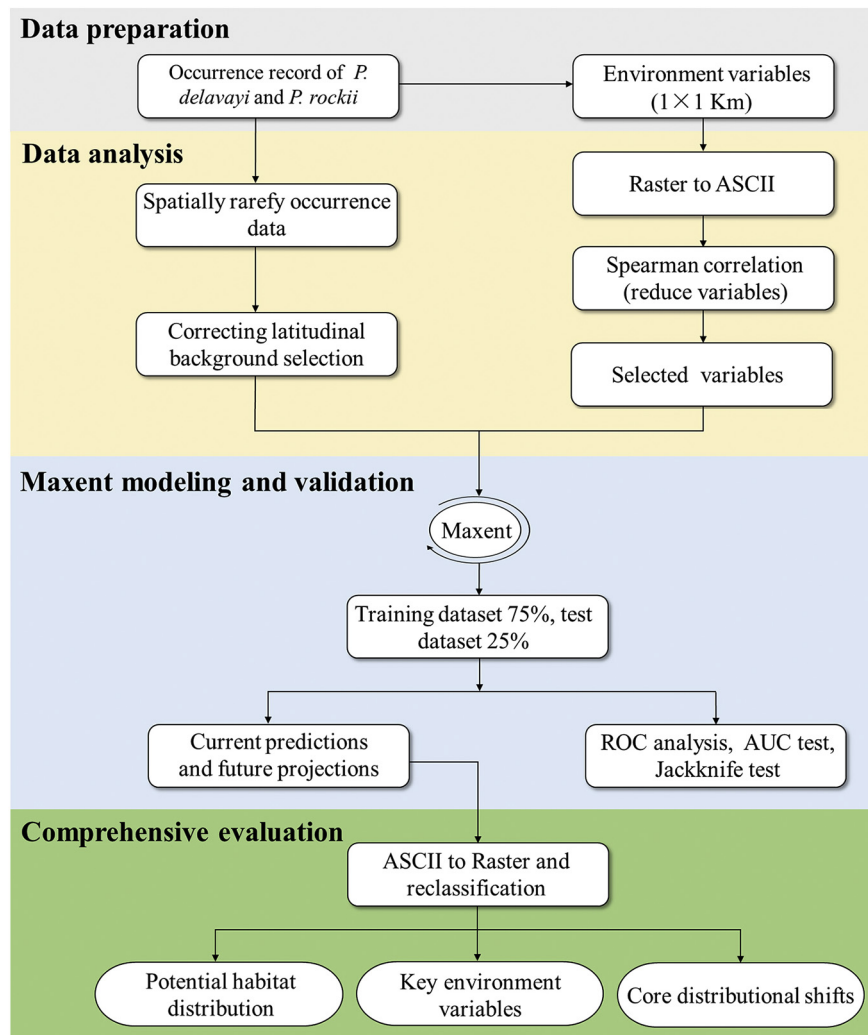 Data preparation
Occurrence record of P.
delavayi and P. rockii
Environment variables
(1×1 Km)
Data analysis
Spatially rarefy occurrence
data
Raster to ASCII
Spearman correlation
(reduce variables)
Correcting latitudinal
background selection
Selected variables
Maxent modeling and validation
Maxent
Training dataset 75%, test
dataset 25%
Current predictions
and future projections
ROC analysis, AUC test,
Jackknife test
Comprehensive evaluation
ASCII to Raster and
reclassification
Potential habitat
distribution
Key environment
variables
Core distributional shifts